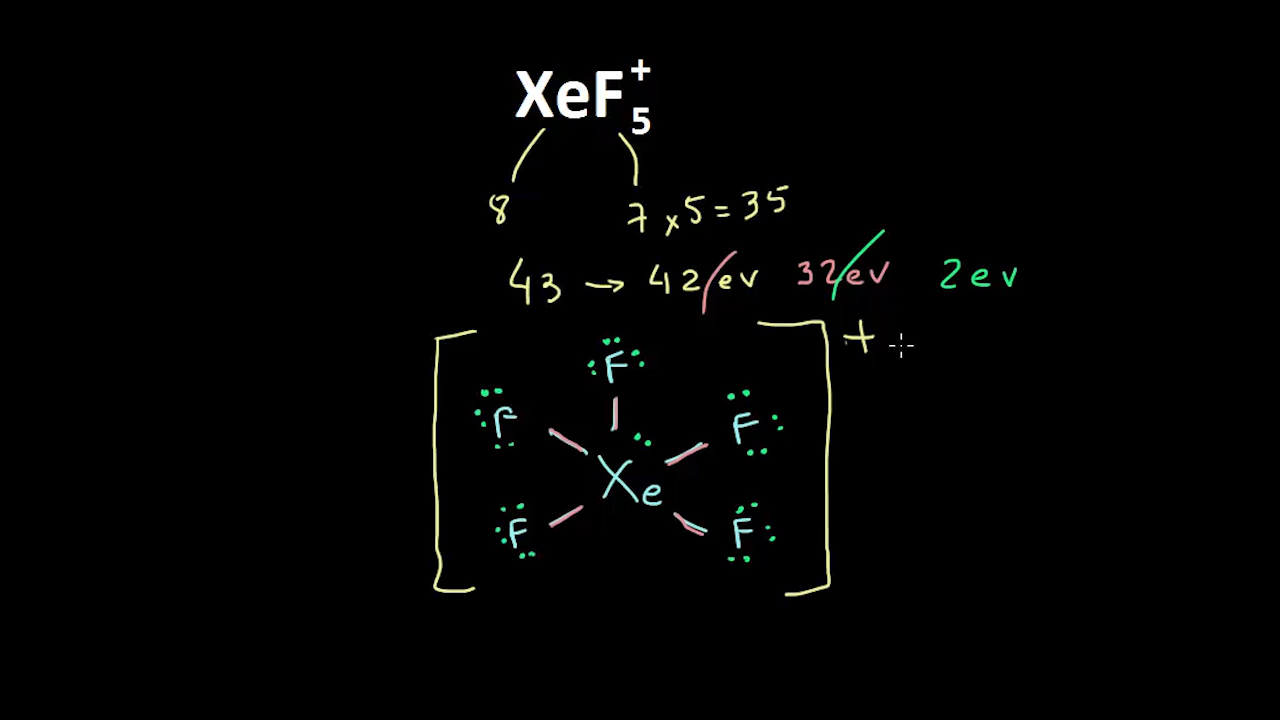 XeF5+
8 7 x 5 = 35
43 → 42 ev 32 ev 2 ev
+
F
F F
Xe
F F